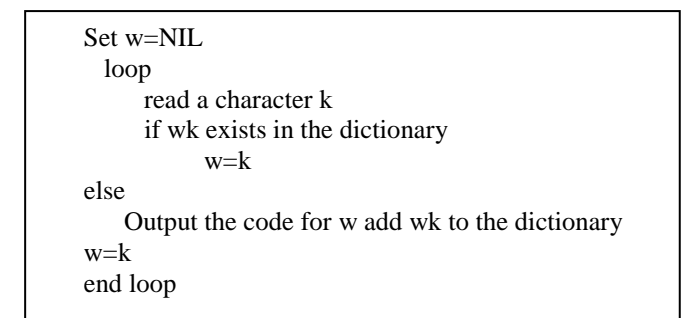 Set w=NIL
loop
read a character k
if wk exists in the dictionary
w=k
else
Output the code for w add wk to the dictionary
w=k
end loop